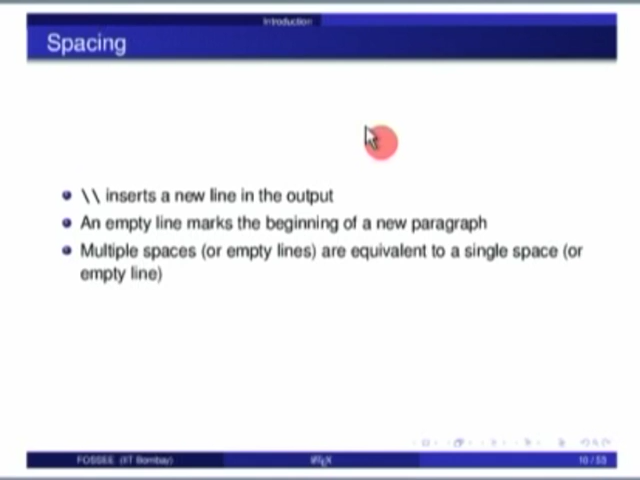 Introduction
Spacing
\\ inserts a new line in the output
An empty line marks the beginning of a new paragraph
Multiple spaces (or empty lines) are equivalent to a single space (or
empty line)
FOSSEE (IIT Bombay)
LATEX
10 / 53